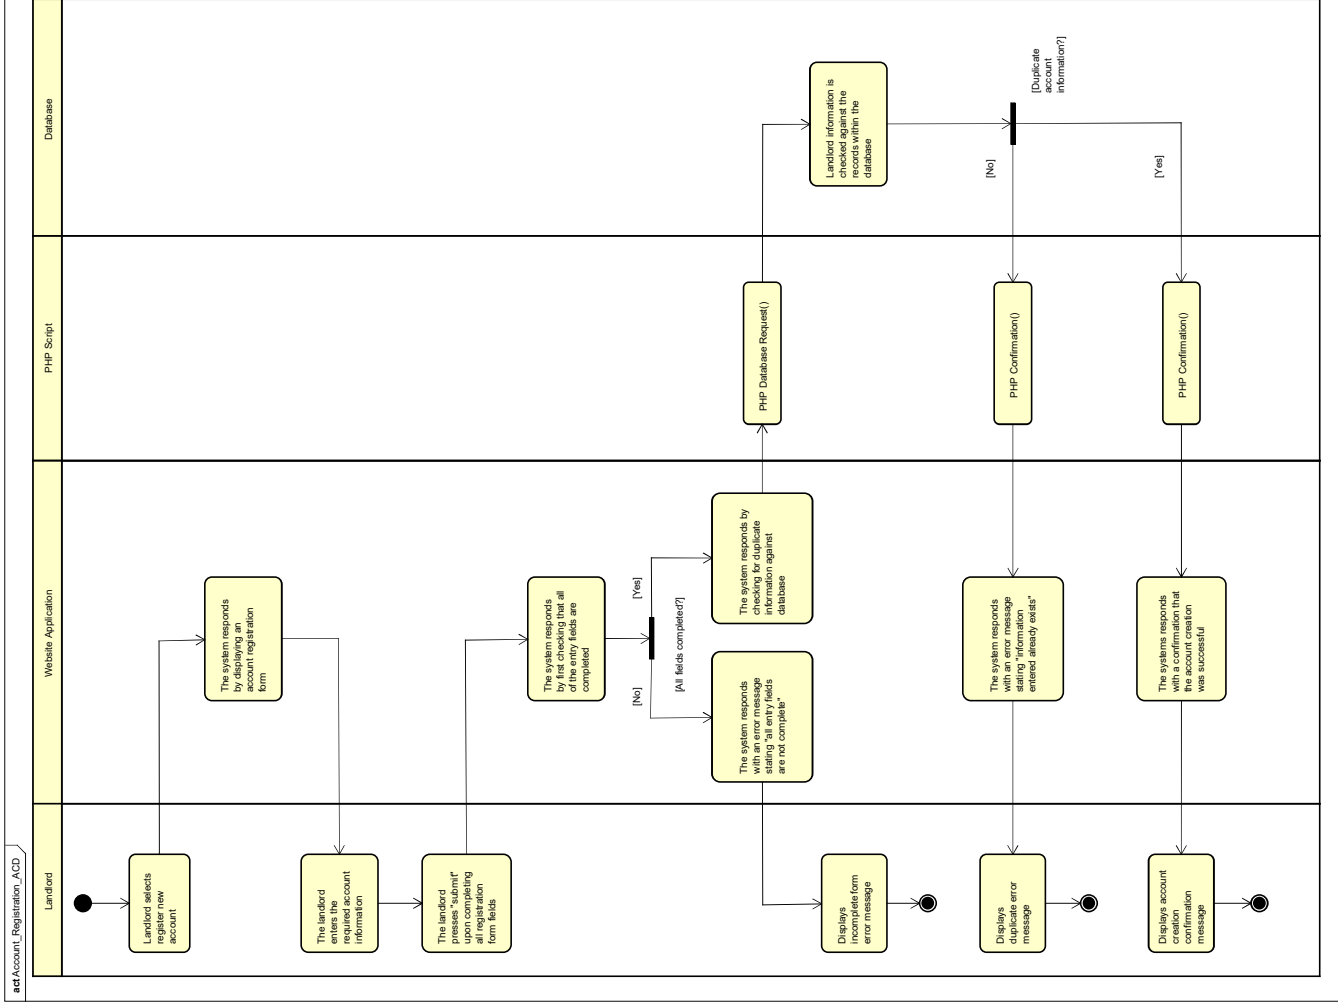 act Account_Registration_ACD
Landlord
Website Application
PHP Script
Database
Landlord selects
register new
account
The system responds
by displaying an
account registration
form
The landlord
enters the
required account
information
The landlord
presses "submit"
upon completing
all registration
form fields
The system responds
by first checking that all
of the entry fields are
completed
[No]
[Yes]
[All fields completed?]
The system responds
with an error message
stating "all entry fields
are not complete"
The system responds by
checking for duplicate
information against
database
PHP Database Request()
Landlord information is
checked against the
records within the
database
[Duplicate
account
information?]
[No]
[Yes]
PHP Confirmation()
PHP Confirmation()
The system responds
with an error message
stating "information
entered already exists"
The systems responds
with a confirmation that
the account creation
was successful
Displays
incomplete form
error message
Displays
duplicate error
message
Displays account
creation
confirmation
message